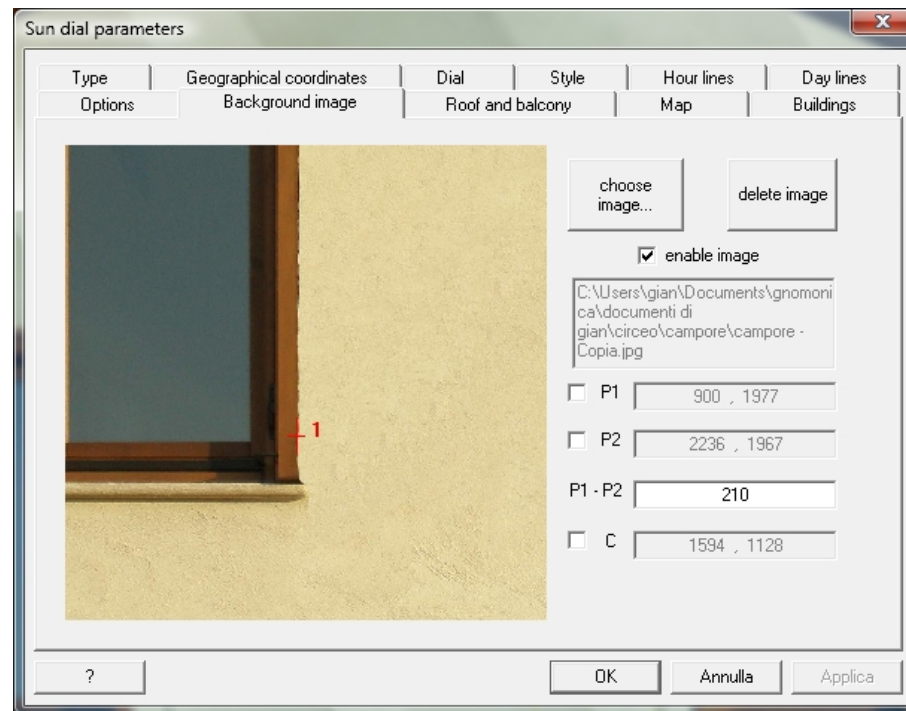 Sun dial parameters
X
Type Geographical coordinates Dial Style Hour lines Day lines
Options Background image Roof and balcony Map Buildings
choose
image...
delete image
enable image
C:\Users\gian\Documents\gnomoni
ca\documenti di
gian\circeo\campore\campore -
Copia.jpg
1
P1 900 , 1977
P2 2236 , 1967
P1 - P2 210
C 1594 , 1128
? OK Annulla Applica